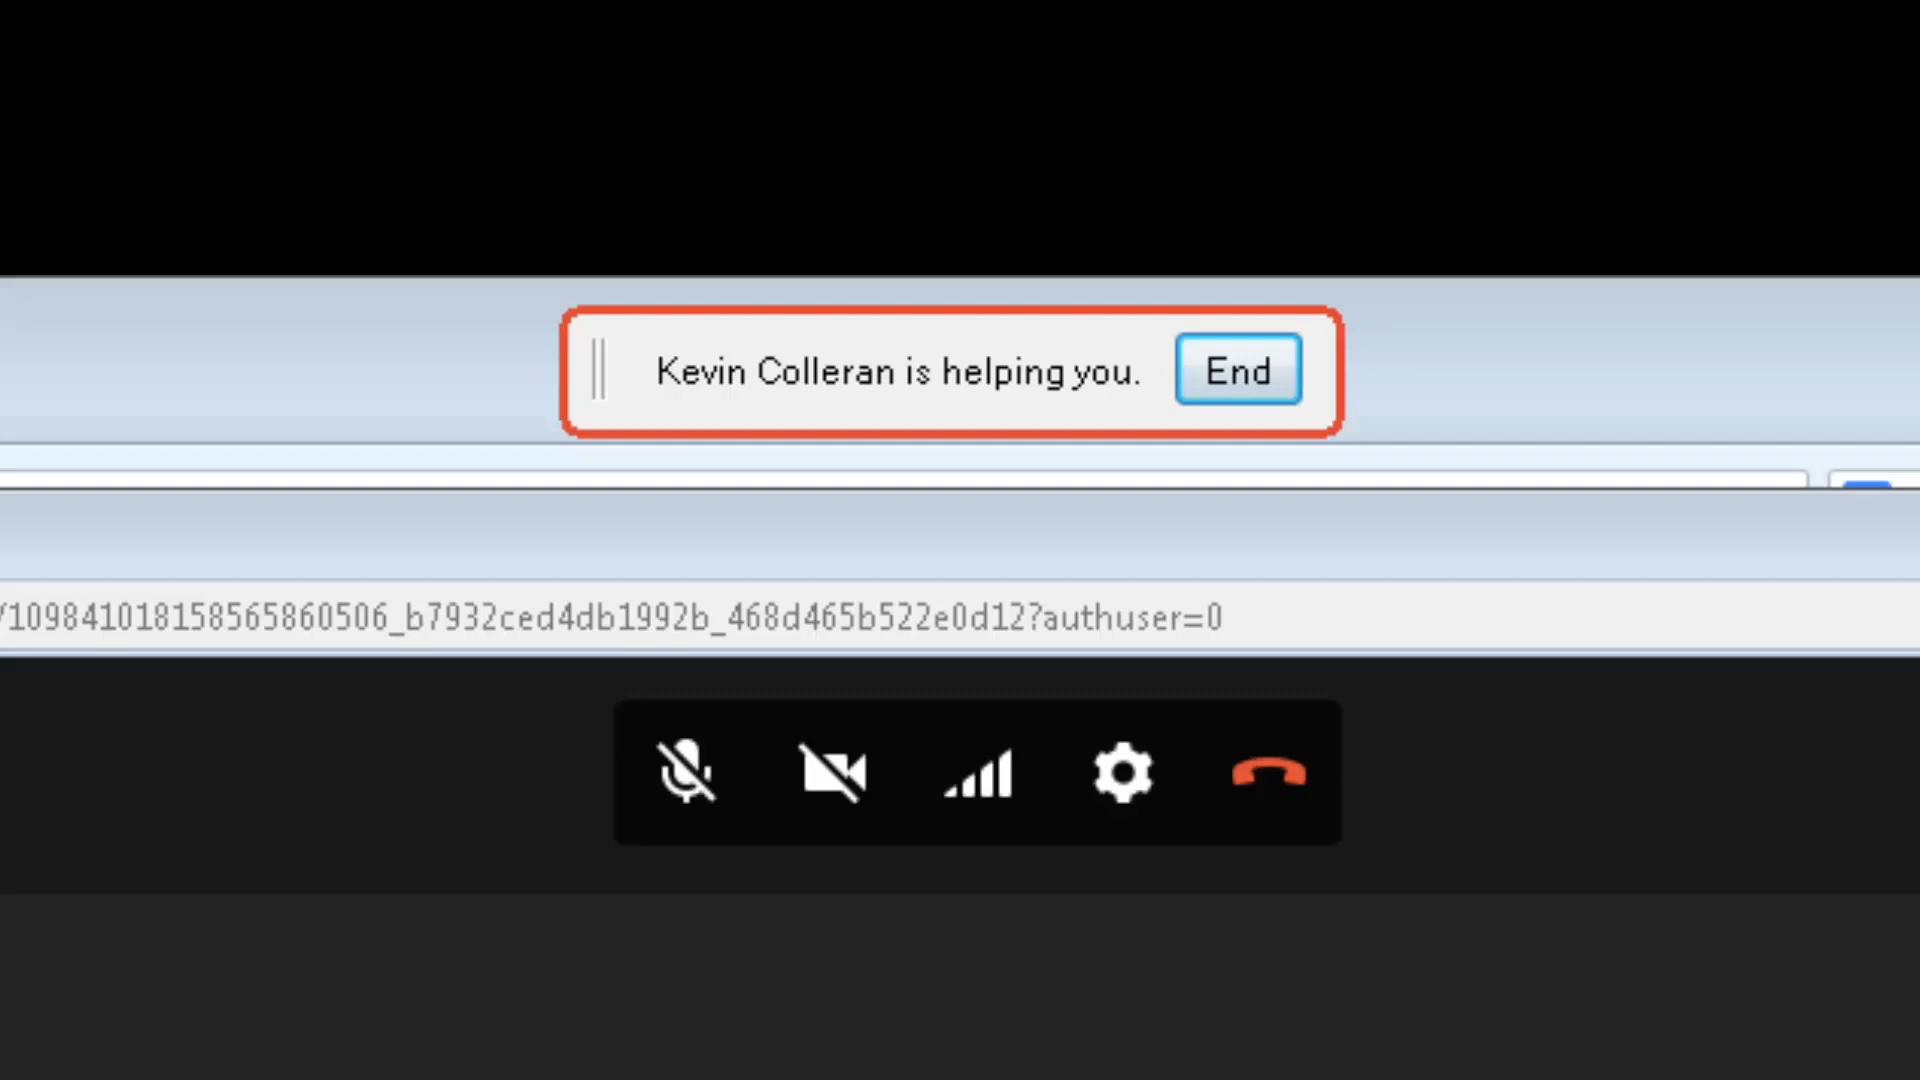 Kevin Colleran is helping you. End
/109841018158565860506_b7932ced4db1992b_468d465b522e0d12?authuser=0